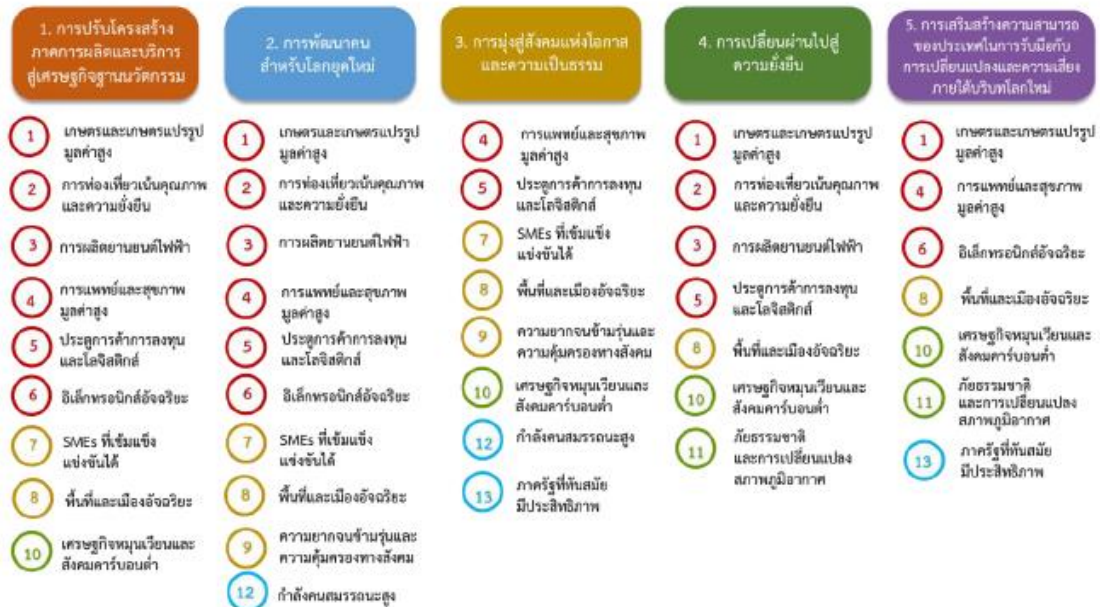 1. การปรับโครงสร้าง
ภาคการผลิตและบริการ
สู่เศรษฐกิจฐานนวัตกรรม
1 เกษตรและเกษตรแปรรูป
มูลค่าสูง
2 การท่องเที่ยวเน้นคุณภาพ
และความยั่งยืน
3 การผลิตยานยนต์ไฟฟ้า
4 การแพทย์และสุขภาพ
มูลค่าสูง
5 ประตูการค้าการลงทุน
และโลจิสติกส์
6 อิเล็กทรอนิกส์อัจฉริยะ
7 SMEs ที่เข้มแข็ง
แข่งขันได้
8 พื้นที่และเมืองอัจฉริยะ
10 เศรษฐกิจหมุนเวียนและ
สังคมคาร์บอนต่ำ
2. การพัฒนาคน
สำหรับโลกยุคใหม่
1 เกษตรและเกษตรแปรรูป
มูลค่าสูง
2 การท่องเที่ยวเน้นคุณภาพ
และความยั่งยืน
3 การผลิตยานยนต์ไฟฟ้า
4 การแพทย์และสุขภาพ
มูลค่าสูง
5 ประตูการค้าการลงทุน
และโลจิสติกส์
6 อิเล็กทรอนิกส์อัจฉริยะ
7 SMEs ที่เข้มแข็ง
แข่งขันได้
8 พื้นที่และเมืองอัจฉริยะ
9 ความยากจนข้ามรุ่นและ
ความคุ้มครองทางสังคม
12 กำลังคนสมรรถนะสูง
3. การมุ่งสู่สังคมแห่งโอกาส
และความเป็นธรรม
4 การแพทย์และสุขภาพ
มูลค่าสูง
5 ประตูการค้าการลงทุน
และโลจิสติกส์
7 SMEs ที่เข้มแข็ง
แข่งขันได้
8 พื้นที่และเมืองอัจฉริยะ
9 ความยากจนข้ามรุ่นและ
ความคุ้มครองทางสังคม
10 เศรษฐกิจหมุนเวียนและ
สังคมคาร์บอนต่ำ
12 กำลังคนสมรรถนะสูง
13 ภาครัฐที่ทันสมัย
มีประสิทธิภาพ
4. การเปลี่ยนผ่านไปสู่
ความยั่งยืน
1 เกษตรและเกษตรแปรรูป
มูลค่าสูง
2 การท่องเที่ยวเน้นคุณภาพ
และความยั่งยืน
3 การผลิตยานยนต์ไฟฟ้า
5 ประตูการค้าการลงทุน
และโลจิสติกส์
8 พื้นที่และเมืองอัจฉริยะ
10 เศรษฐกิจหมุนเวียนและ
สังคมคาร์บอนต่ำ
11 ภัยธรรมชาติ
และการเปลี่ยนแปลง
สภาพภูมิอากาศ
5. การเสริมสร้างความสามารถ
ของประเทศในการรับมือกับ
การเปลี่ยนแปลงและความเสี่ยง
ภายใต้บริบทโลกใหม่
1 เกษตรและเกษตรแปรรูป
มูลค่าสูง
4 การแพทย์และสุขภาพ
มูลค่าสูง
6 อิเล็กทรอนิกส์อัจฉริยะ
8 พื้นที่และเมืองอัจฉริยะ
10 เศรษฐกิจหมุนเวียนและ
สังคมคาร์บอนต่ำ
11 ภัยธรรมชาติ
และการเปลี่ยนแปลง
สภาพภูมิอากาศ
13 ภาครัฐที่ทันสมัย
มีประสิทธิภาพ